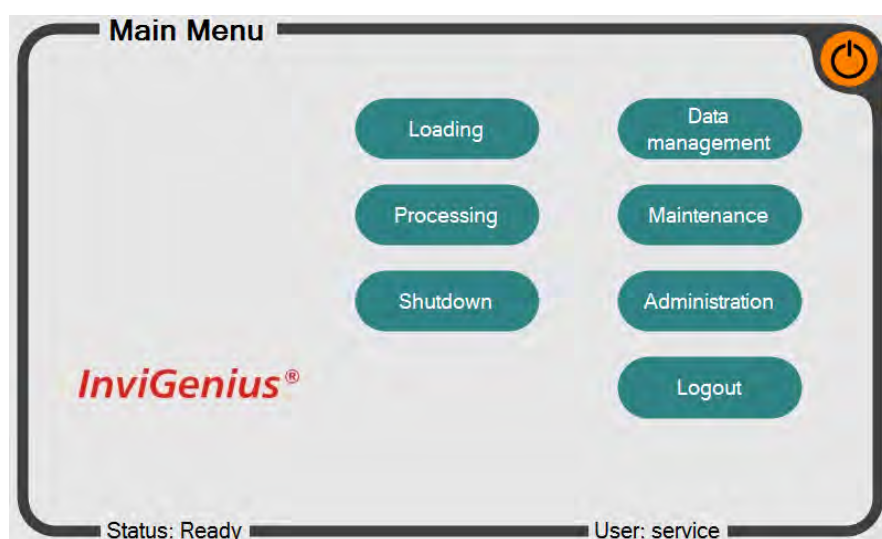 Main Menu
Loading
Data
management
Processing
Maintenance
Shutdown
Administration
InviGenius®
Logout
Status: Ready
User: service